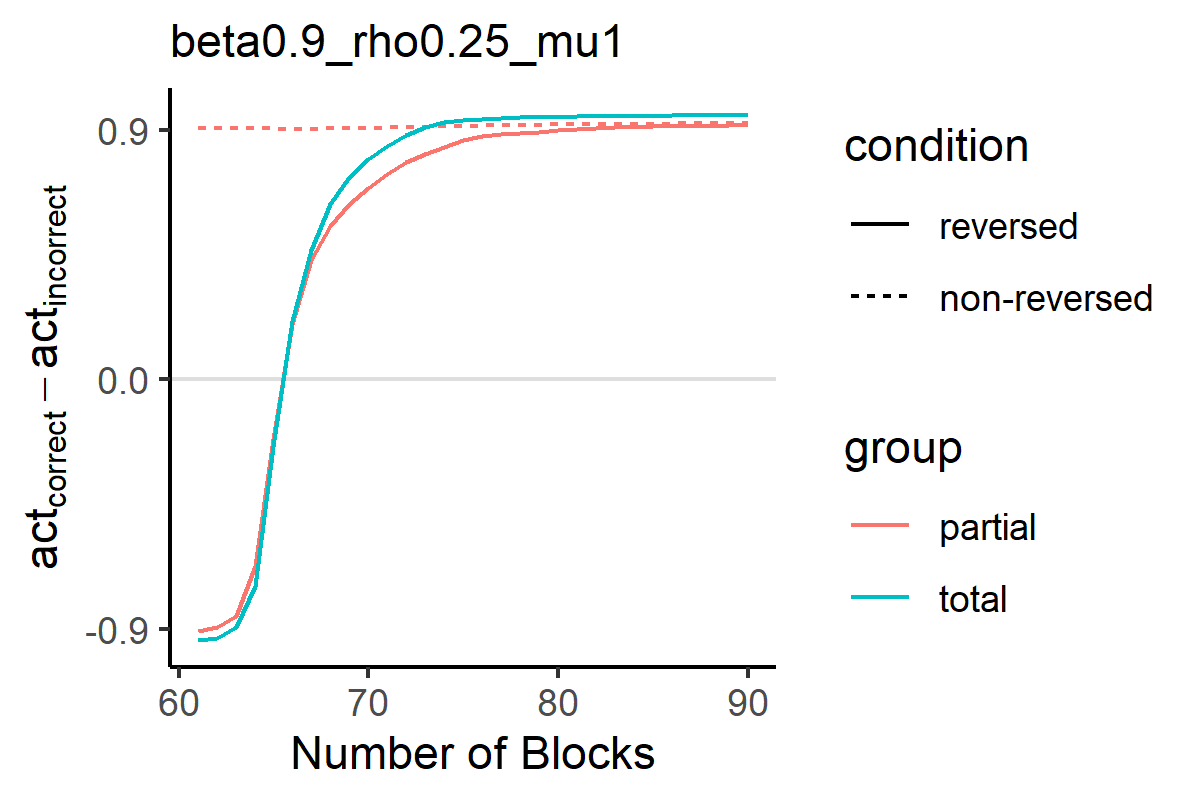 beta0.9_rho0.25_mu1
0.9
0.0
-0.9
act_correct − act_incorrect
60 70 80 90
Number of Blocks
condition
reversed
non-reversed
group
partial
total